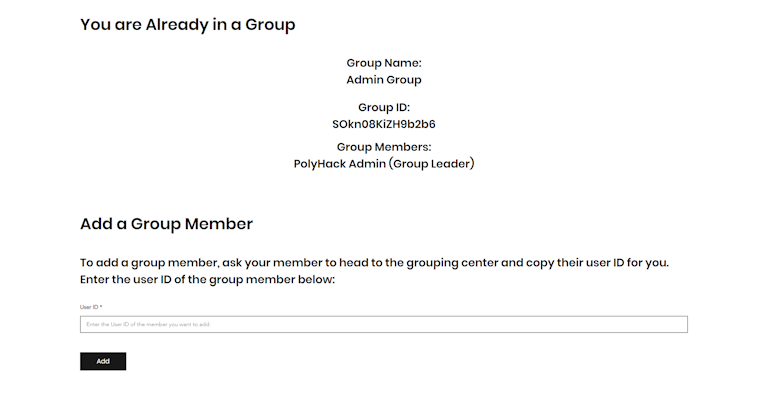 You are Already in a Group
Group Name:
Admin Group
Group ID:
SOkn08KiZH9b2b6
Group Members:
PolyHack Admin (Group Leader)
Add a Group Member
To add a group member, ask your member to head to the grouping center and copy their user ID for you.
Enter the user ID of the group member below:
User ID *
Enter the User ID of the member you want to add
Add